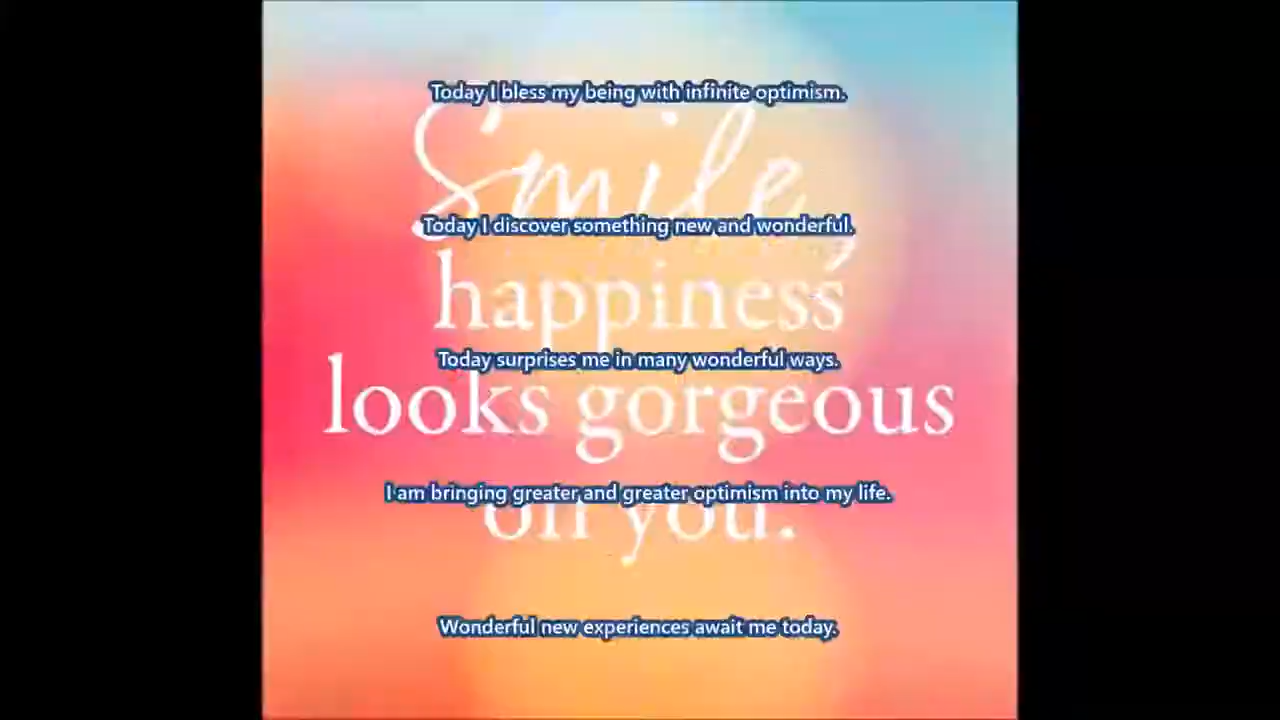 Today I bless my being with infinite optimism.
Smile,
Today I discover something new and wonderful.
happiness
Today surprises me in many wonderful ways.
looks gorgeous
I am bringing greater and greater optimism into my life.
on you.
Wonderful new experiences await me today.